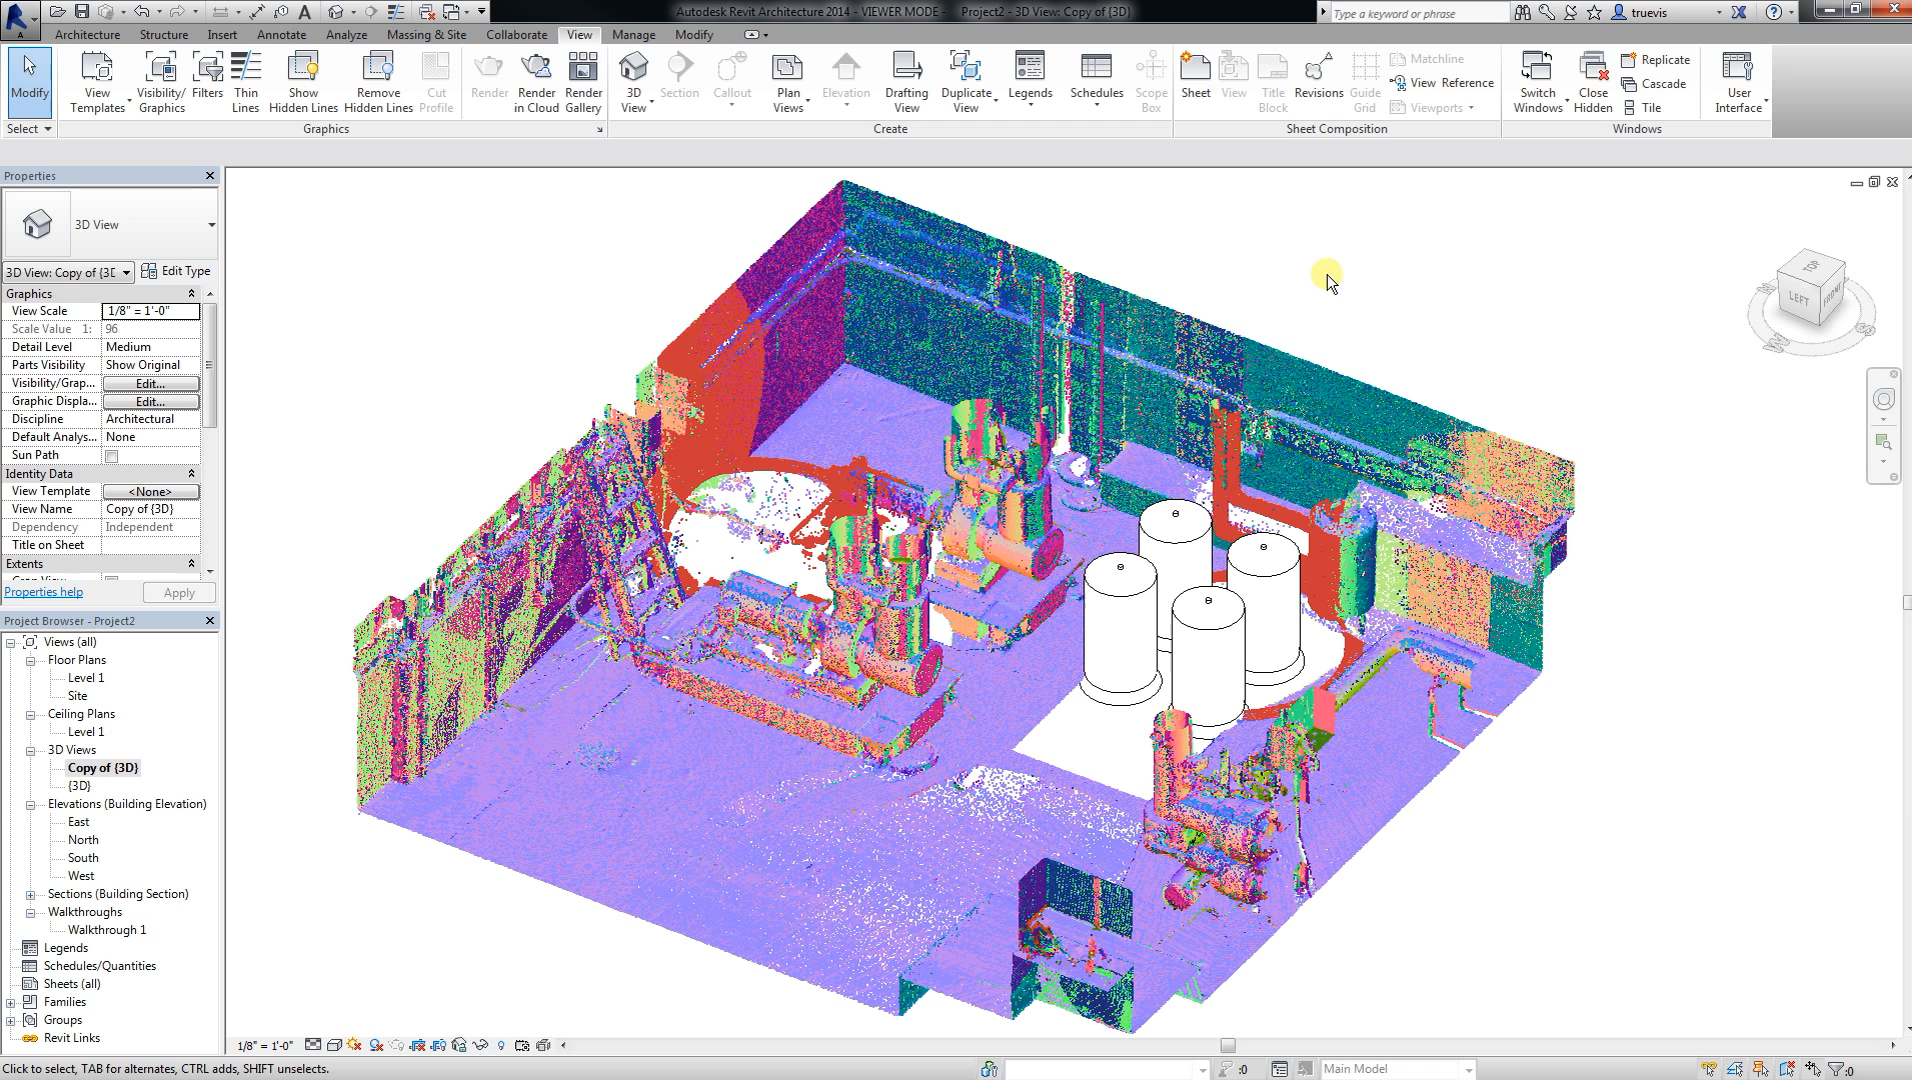 Autodesk Revit Architecture 2014 - VIEWER MODE - Project2 - 3D View: Copy of {3D}
Type a keyword or phrase
truevis
Architecture Structure Insert Annotate Analyze Massing & Site Collaborate View Manage Modify
Modify
View Templates
Visibility/ Graphics
Filters
Thin Lines
Show Hidden Lines
Remove Hidden Lines
Cut Profile
Render
Render in Cloud
Render Gallery
3D View
Section
Callout
Plan Views
Elevation
Drafting View
Duplicate View
Legends
Schedules
Scope Box
Sheet
View
Title Block
Revisions
Guide Grid
Matchline
View Reference
Viewports
Switch Windows
Close Hidden
Replicate
Cascade
Tile
User Interface
Select Graphics Create Sheet Composition Windows
Properties
3D View
3D View: Copy of {3D Edit Type
Graphics
View Scale 1/8" = 1'-0"
Scale Value 1: 96
Detail Level Medium
Parts Visibility Show Original
Visibility/Grap... Edit...
Graphic Displa... Edit...
Discipline Architectural
Default Analys... None
Sun Path
Identity Data
View Template <None>
View Name Copy of {3D}
Dependency Independent
Title on Sheet
Extents
Properties help Apply
Project Browser - Project2
Views (all)
Floor Plans
Level 1
Site
Ceiling Plans
Level 1
3D Views
Copy of {3D}
{3D}
Elevations (Building Elevation)
East
North
South
West
Sections (Building Section)
Walkthroughs
Walkthrough 1
Legends
Schedules/Quantities
Sheets (all)
Families
Groups
Revit Links
TOP
LEFT
FRONT
W
S
1/8" = 1'-0"
Click to select, TAB for alternates, CTRL adds, SHIFT unselects.
:0
Main Model
:0